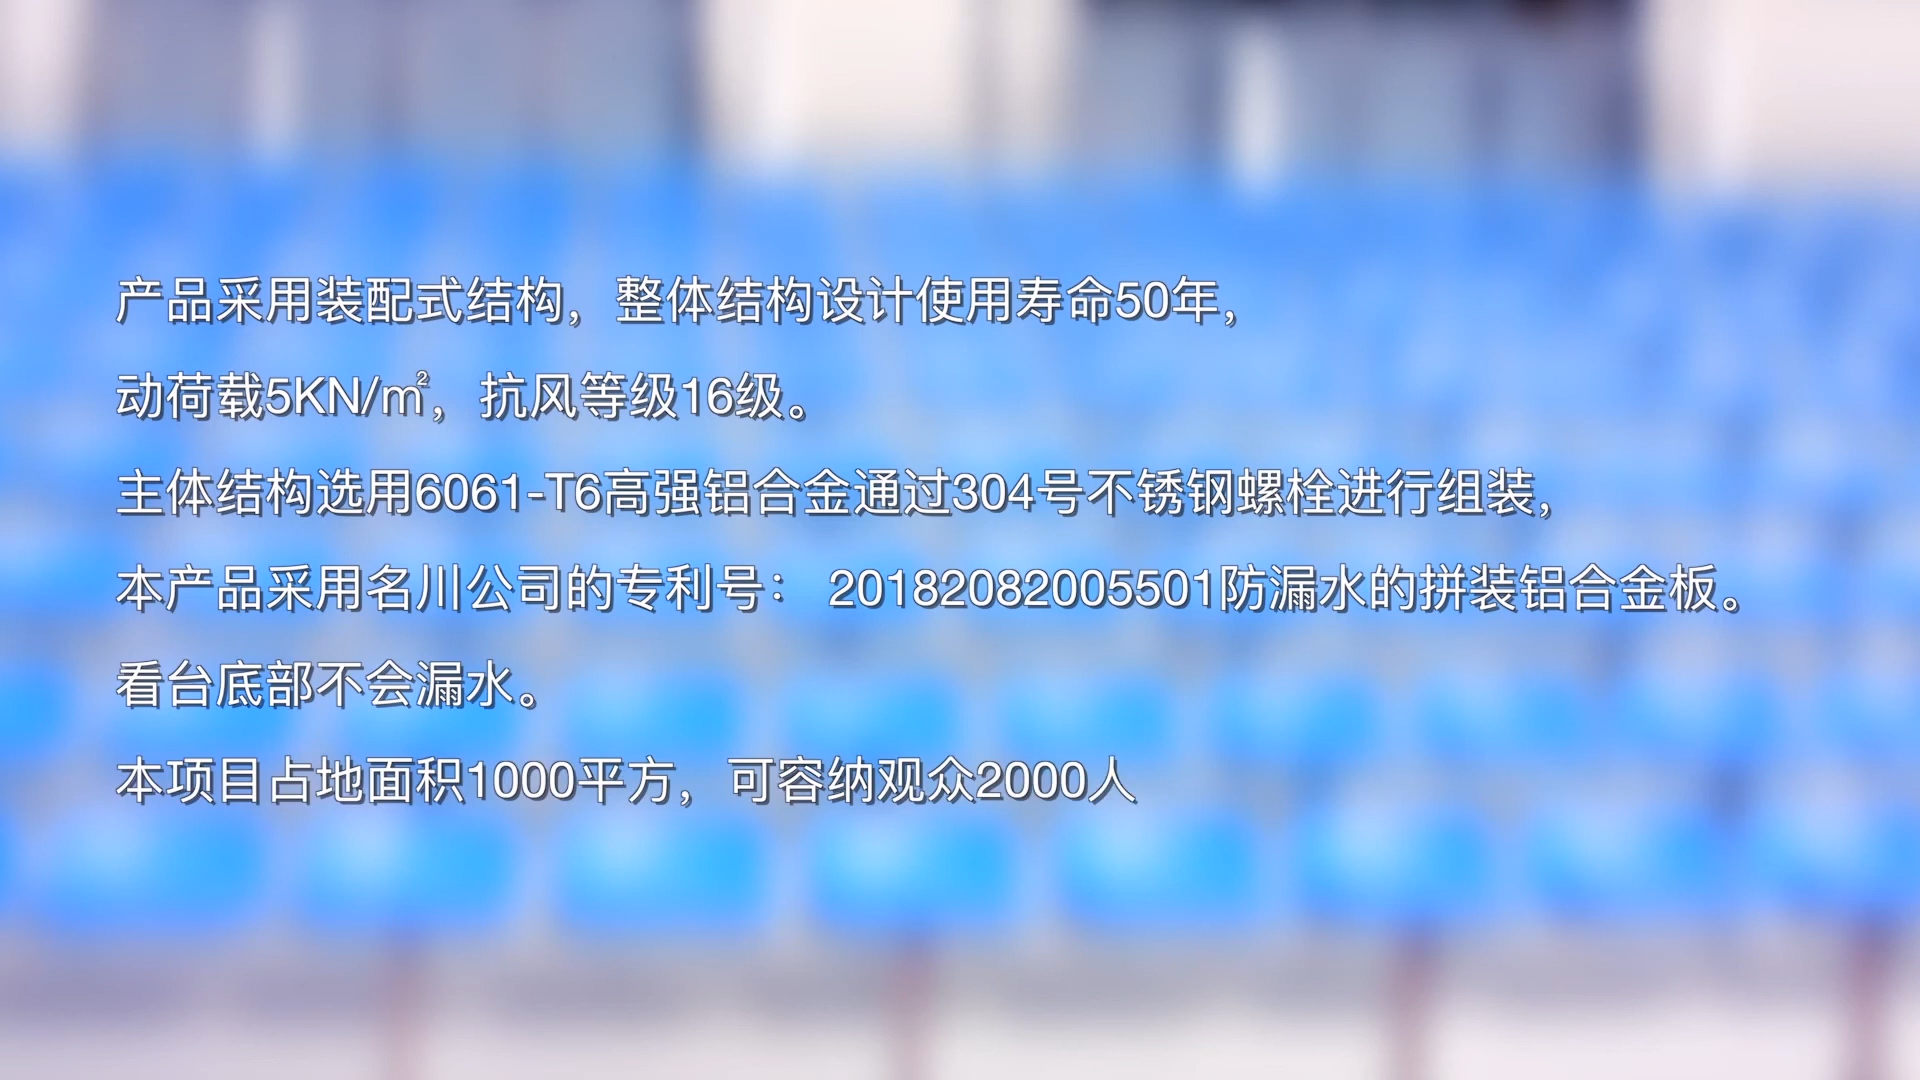 产品采用装配式结构，整体结构设计使用寿命50年，
动荷载5KN/㎡，抗风等级16级。
主体结构选用6061-T6高强铝合金通过304号不锈钢螺栓进行组装，
本产品采用名川公司的专利号： 20182082005501防漏水的拼装铝合金板。
看台底部不会漏水。
本项目占地面积1000平方，可容纳观众2000人